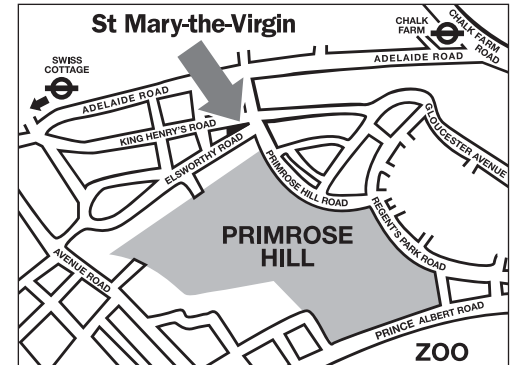 St Mary-the-Virgin
CHALK
FARM
CHALK FARM
ROAD
SWISS
COTTAGE
ADELAIDE ROAD
ADELAIDE ROAD
KING HENRY'S ROAD
GLOUCESTER AVENUE
ELSWORTHY ROAD
PRIMROSE HILL ROAD
REGENT'S PARK ROAD
PRIMROSE
HILL
AVENUE ROAD
PRINCE ALBERT ROAD
ZOO